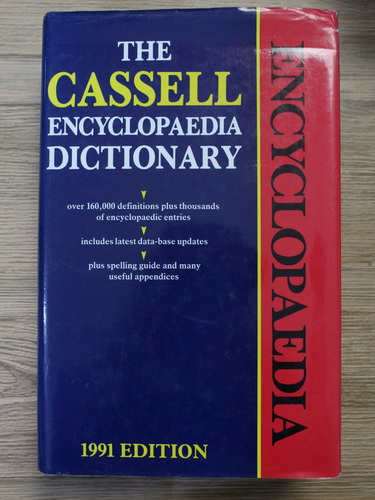 THE
CASSELL
ENCYCLOPAEDIA
DICTIONARY
over 160,000 definitions plus thousands
of encyclopaedic entries
includes latest data-base updates
plus spelling guide and many
useful appendices
1991 EDITION
ENCYCLOPAEDIA